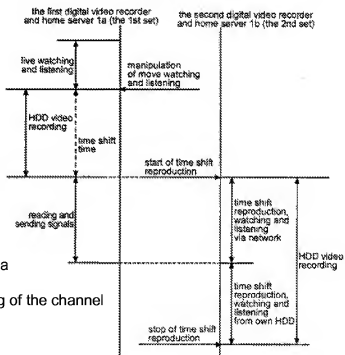 the first digital video recorder
and home server 1a (the 1st set)
the second digital video recorder
and home server 1b (the 2nd set)
live watching
and listening
manipulation
of move watching
and listening
HDD video
recording
time shift
time
start of time shift
reproduction
reading and
sending signals
time shift
reproduction,
watching and
listening
via network
HDD video
recording
a
g of the channel
time shift
reproduction,
watching and
listening
from own HDD
stop of time shift
reproduction